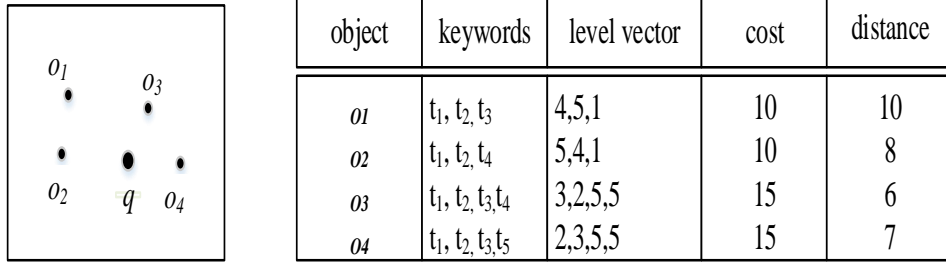 o1
o3
o2
q
o4
object keywords level vector cost distance
o1 t1, t2, t3 4,5,1 10 10
o2 t1, t2, t4 5,4,1 10 8
o3 t1, t2, t3,t4 3,2,5,5 15 6
o4 t1, t2, t3,t5 2,3,5,5 15 7